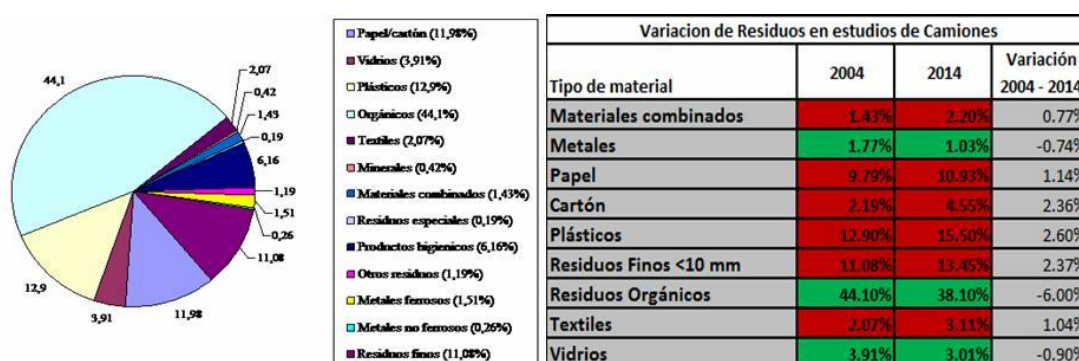 44,1
2,07
0,42
1,43
0,19
6,16
1,19
1,51
0,26
11,08
11,98
3,91
12,9
Papel/cartón (11,98%)
Vidrios (3,91%)
Plásticos (12,9%)
Orgánicos (44,1%)
Textiles (2,07%)
Minerales (0,42%)
Materiales combinados (1,43%)
Residuos especiales (0,19%)
Productos higienicos (6,16%)
Otros residuos (1,19%)
Metales ferrosos (1,51%)
Metales no ferrosos (0,26%)
Residuos finos (11,08%)
Variacion de Residuos en estudios de Camiones
Tipo de material 2004 2014 Variación
2004 - 2014
Materiales combinados 1.43% 2.20% 0.77%
Metales 1.77% 1.03% -0.74%
Papel 9.79% 10.93% 1.14%
Cartón 2.19% 4.55% 2.36%
Plásticos 12.90% 15.50% 2.60%
Residuos Finos <10 mm 11.08% 13.45% 2.37%
Residuos Orgánicos 44.10% 38.10% -6.00%
Textiles 2.07% 3.11% 1.04%
Vidrios 3.91% 3.01% -0.90%